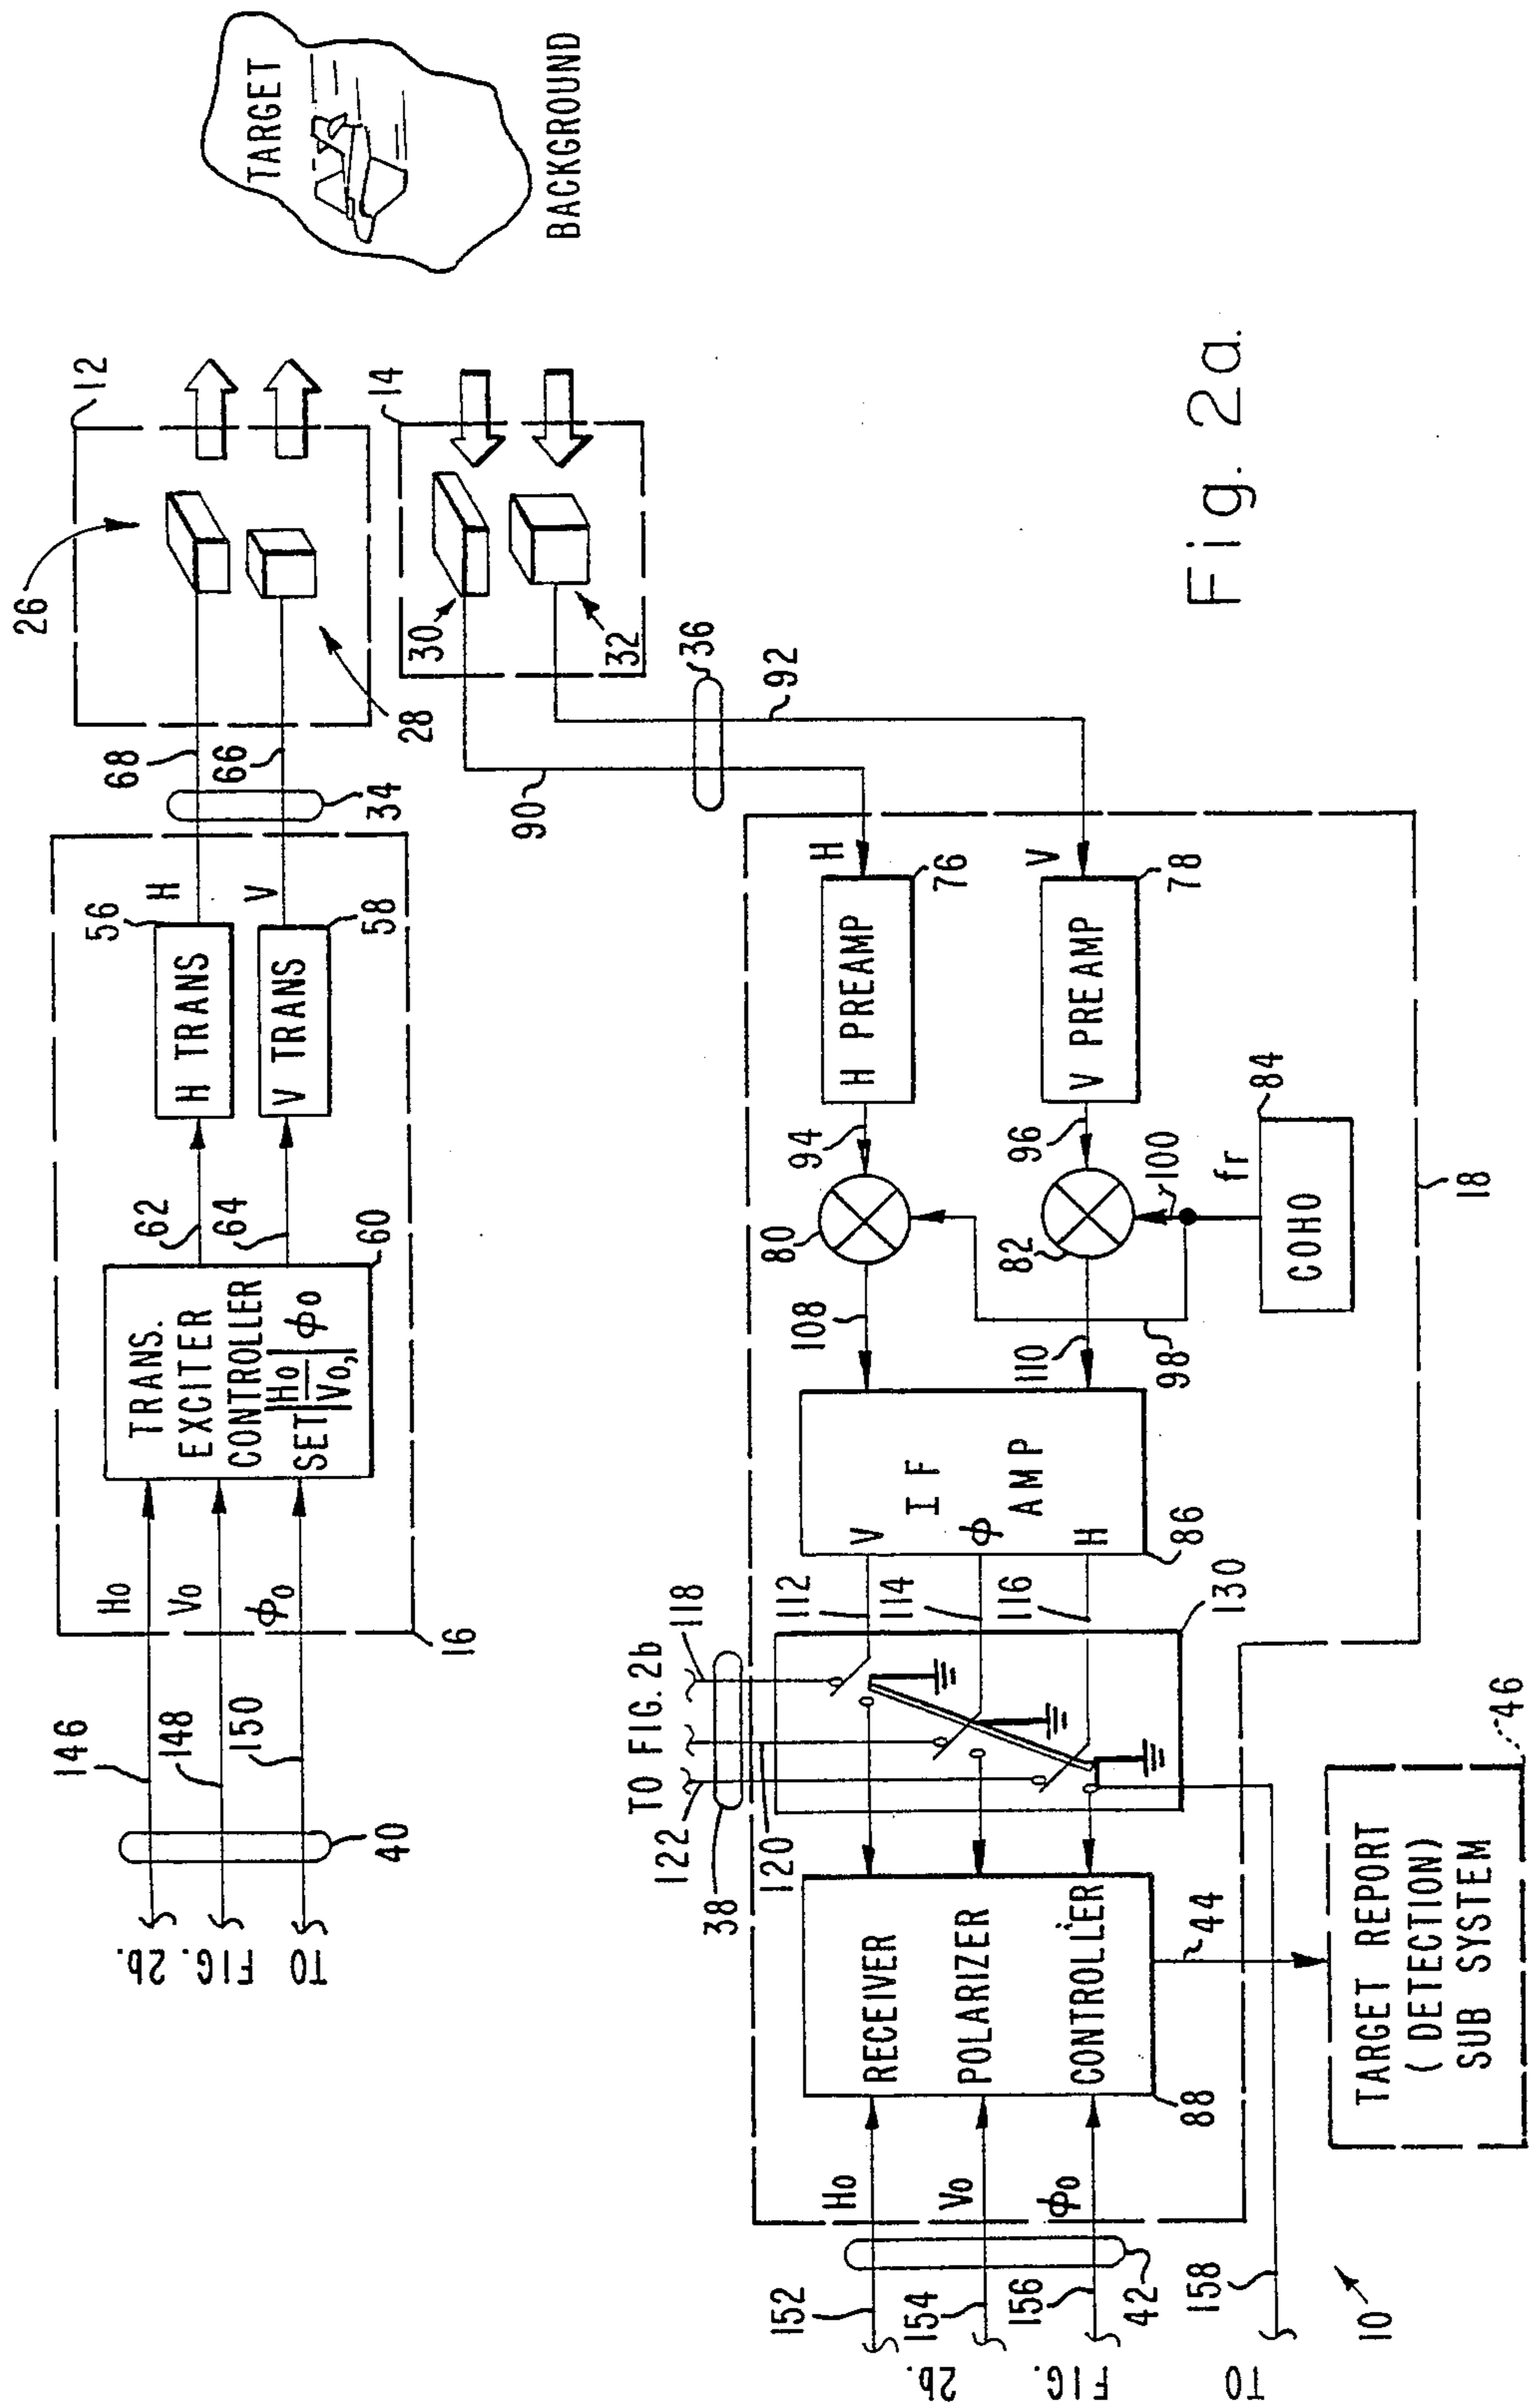 TARGET
BACKGROUND
12
26
28
14
30
32
68
66
34
36
90
92
H
V
56
H TRANS
V TRANS
58
62
64
60
TRANS.
EXCITER
CONTROLLER
SET |Ho/Vo,| ϕo
Ho
Vo
ϕo
16
146
148
150
40
TO FIG. 2b.
H
H PREAMP
76
V
V PREAMP
78
94
96
80
82
100
fr
84
COHO
98
108
110
18
I F
AMP
V
ϕ
H
86
112
114
116
130
TO FIG. 2b
118
120
122
38
RECEIVER
POLARIZER
CONTROLLER
88
44
TARGET REPORT
(DETECTION)
SUB SYSTEM
46
Ho
Vo
ϕo
152
154
156
42
158
TO FIG. 2b.
10
Fig. 2a.